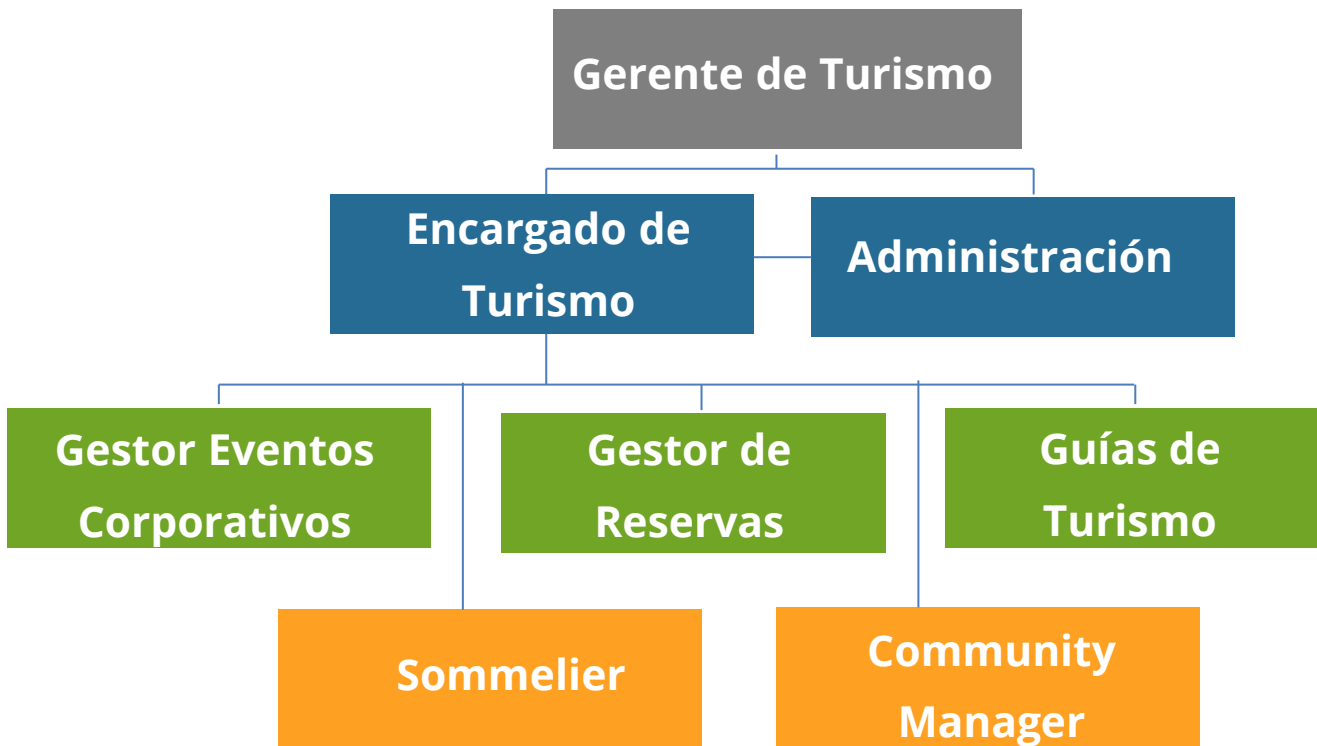 Gerente de Turismo
Encargado de
Turismo
Administración
Gestor Eventos
Corporativos
Gestor de
Reservas
Guías de
Turismo
Sommelier
Community
Manager